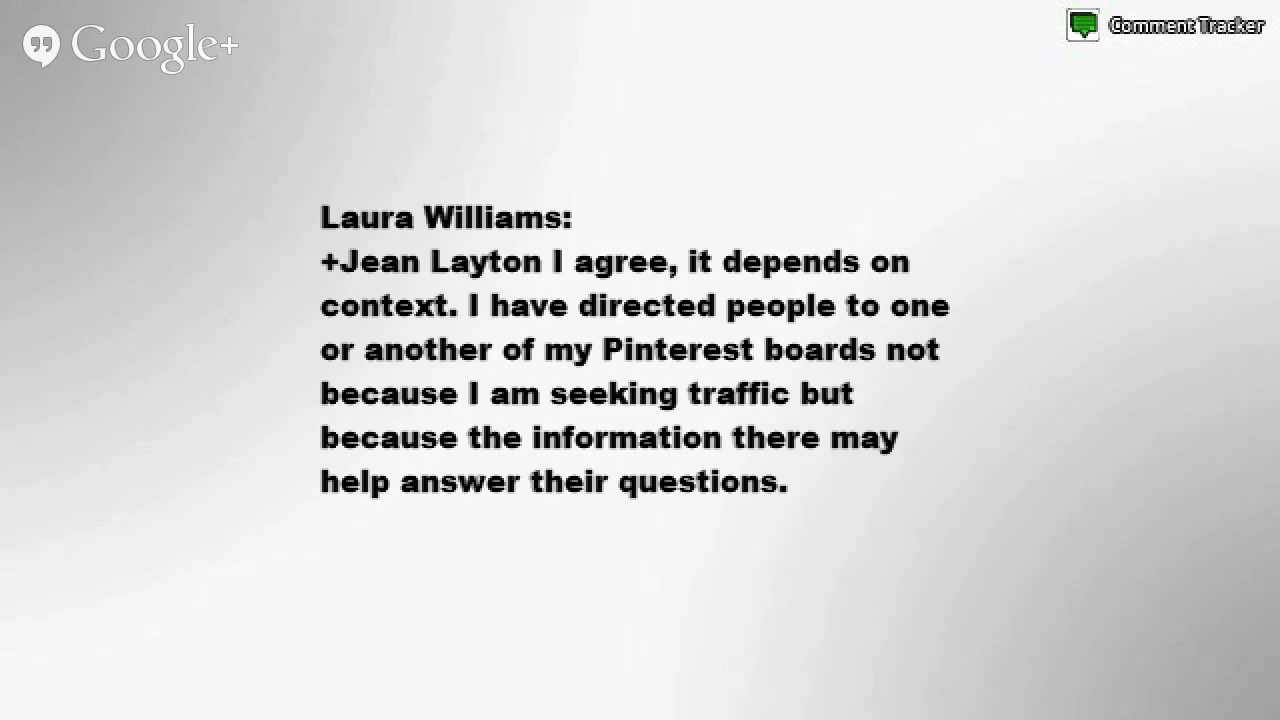 Google+
Comment Tracker
Laura Williams:
+Jean Layton I agree, it depends on
context. I have directed people to one
or another of my Pinterest boards not
because I am seeking traffic but
because the information there may
help answer their questions.